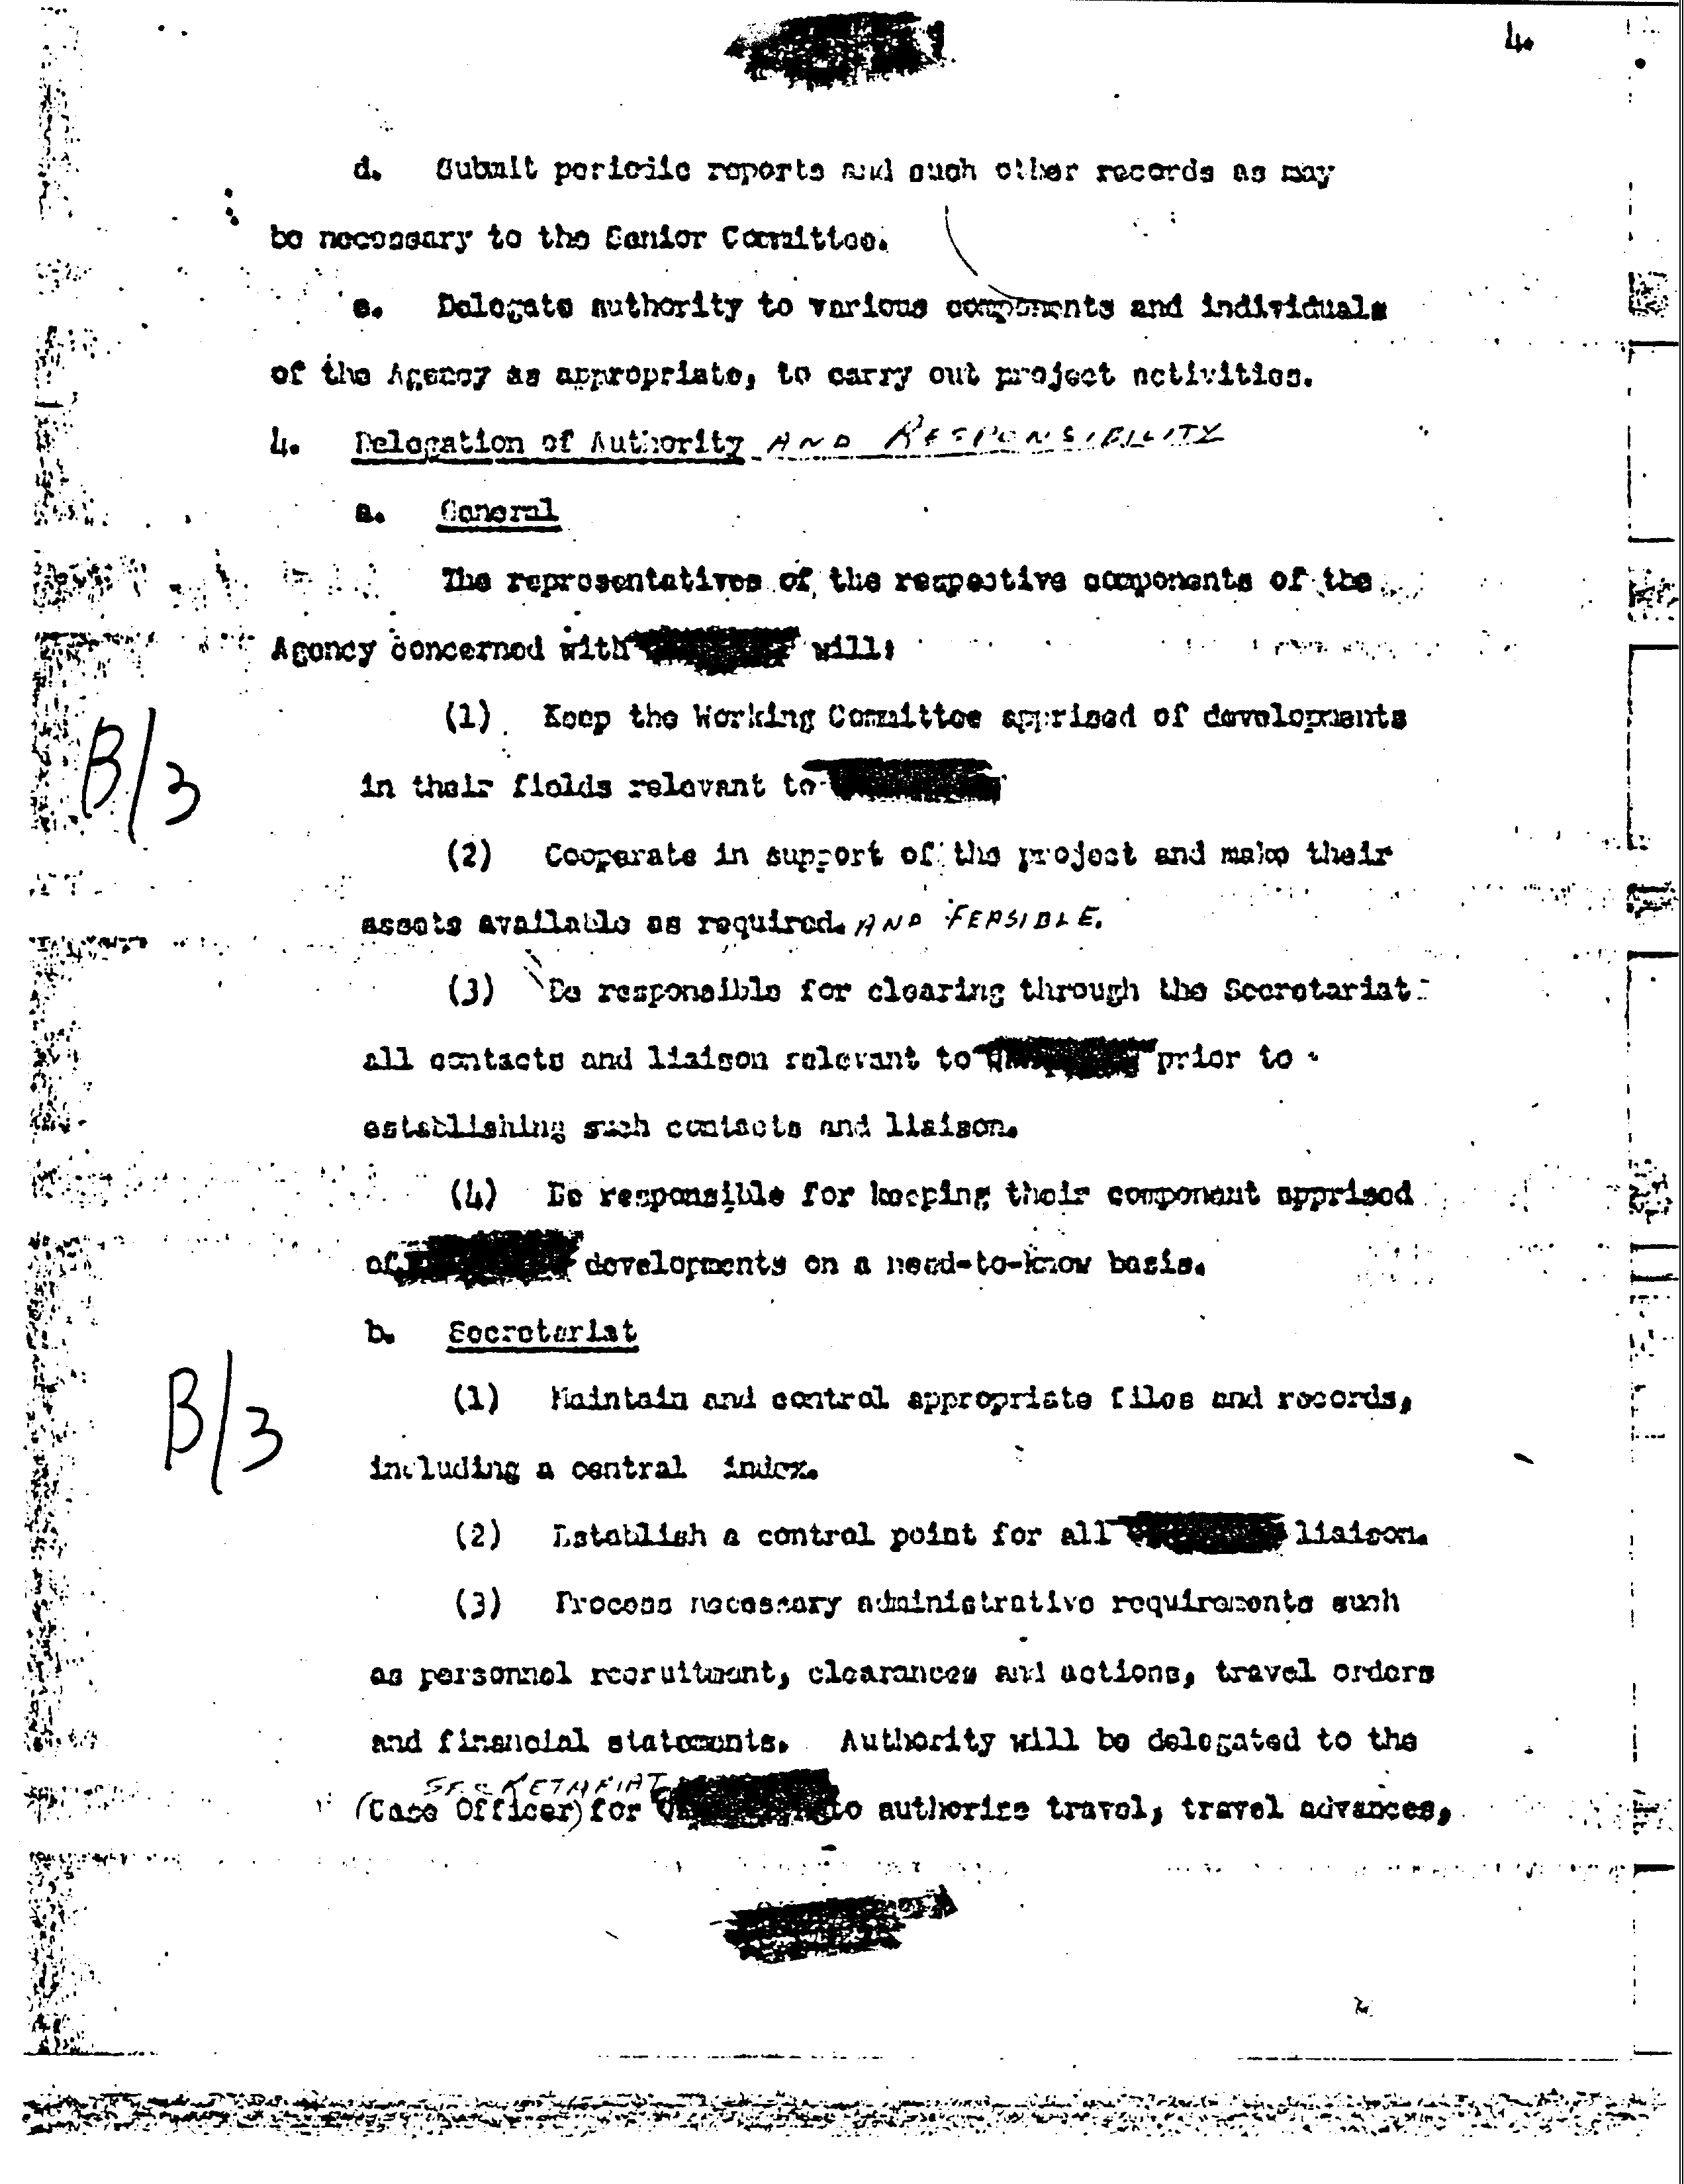 4.
d. Submit periodic reports and such other records as may
be necessary to the Senior Committee.
e. Delegate authority to various components and individuals
of the Agency as appropriate, to carry out project activities.
4. Delegation of Authority AND RESPONSIBILITY
a. General
The representatives of the respective components of the
Agency concerned with will:
(1) Keep the Working Committee apprised of developments
B/3
in their fields relevant to
(2) Cooperate in support of the project and make their
assets available as required. AND FEASIBLE.
(3) Be responsible for clearing through the Secretariat
all contacts and liaison relevant to prior to
establishing such contacts and liaison.
(4) Be responsible for keeping their component apprised
of developments on a need-to-know basis.
b. Secretariat
(1) Maintain and control appropriate files and records,
B/3
including a central index.
(2) Establish a control point for all liaison.
(3) Process necessary administrative requirements such
as personnel recruitment, clearances and actions, travel orders
and financial statements. Authority will be delegated to the
SECRETARIAT
(Case Officer) for to authorize travel, travel advances,